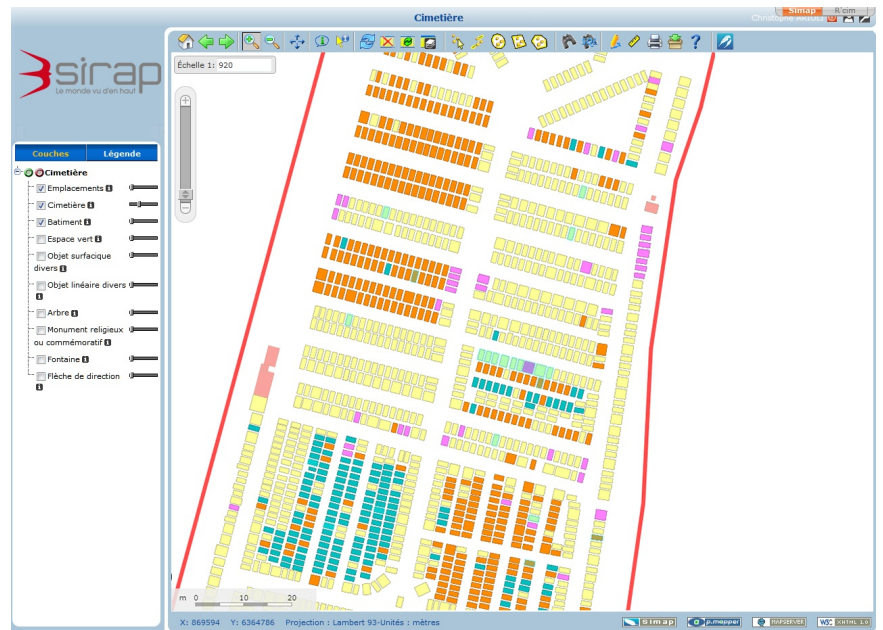 Cimetière
Simap R'cim
sirap
Le monde vu d'en haut
Échelle 1: 920
Couches Légende
Cimetière
Emplacements
Cimetière
Batiment
Espace vert
Objet surfacique
divers
Objet linéaire divers
Arbre
Monument religieux
ou commémoratif
Fontaine
Flèche de direction
m 0 10 20
X: 869594 Y: 6364786 Projection : Lambert 93-Unités : mètres
simap
p.mapper
MAPSERVER
W3C XHTML 1.0